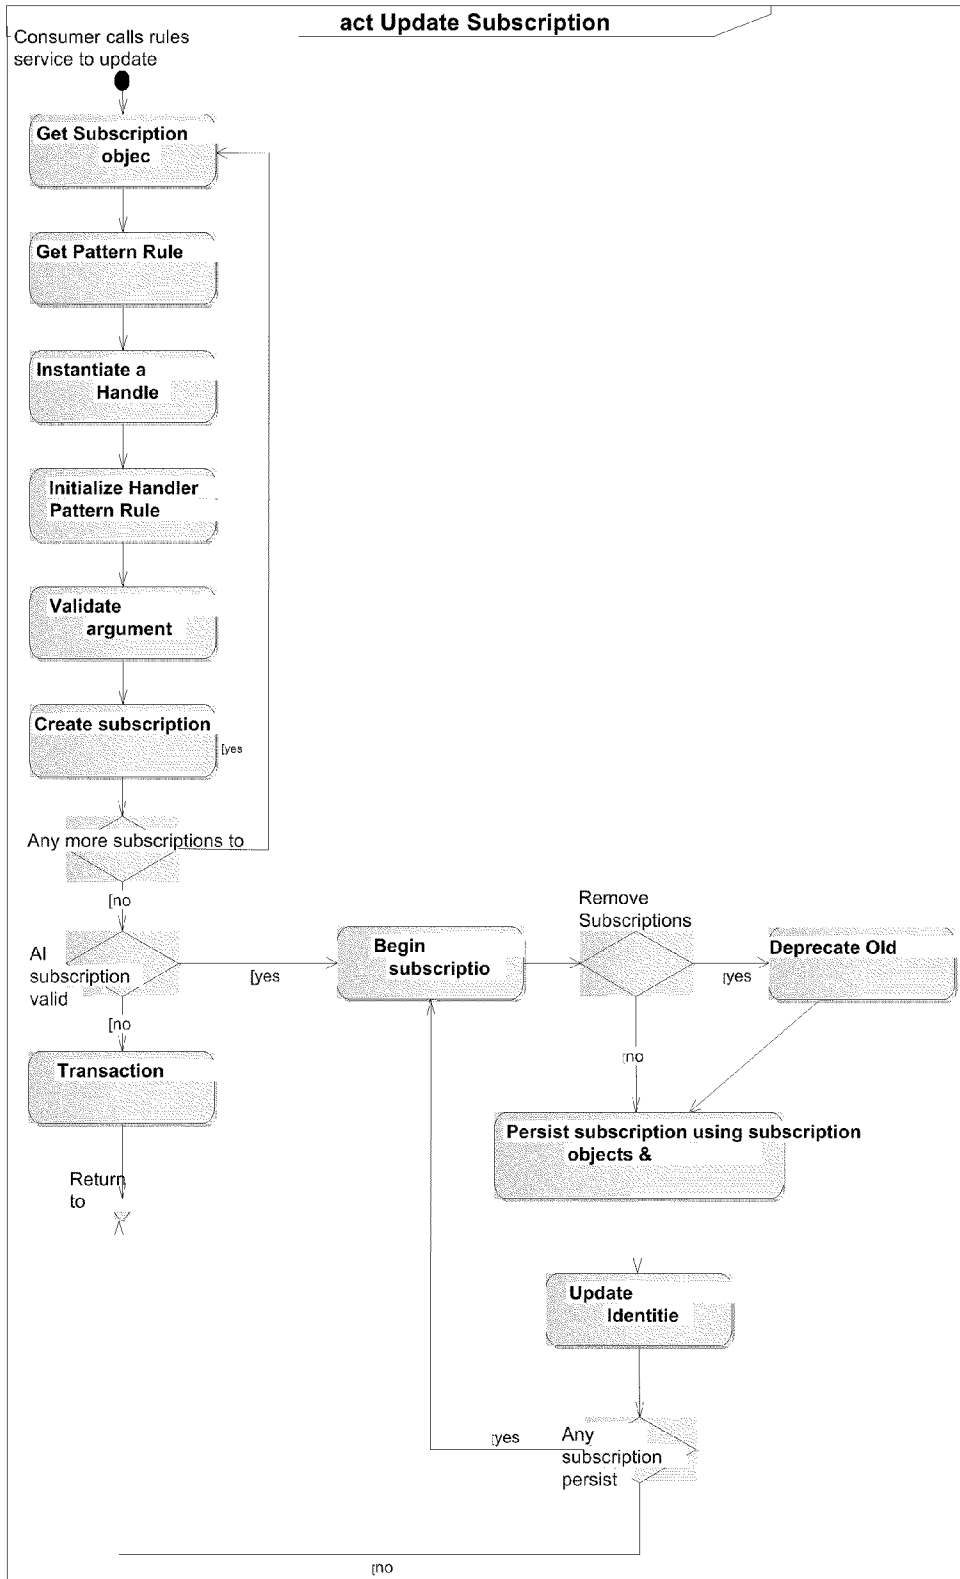 act Update Subscription
Consumer calls rules
service to update
Get Subscription
objec
Get Pattern Rule
Instantiate a
Handle
Initialize Handler
Pattern Rule
Validate
argument
Create subscription
[yes
Any more subscriptions to
[no
Al
subscription
valid
[yes
[no
Transaction
Return
to
Begin
subscriptio
Remove
Subscriptions
[yes
Deprecate Old
[no
Persist subscription using subscription
objects &
Update
Identitie
Any
subscription
persist
[yes
[no